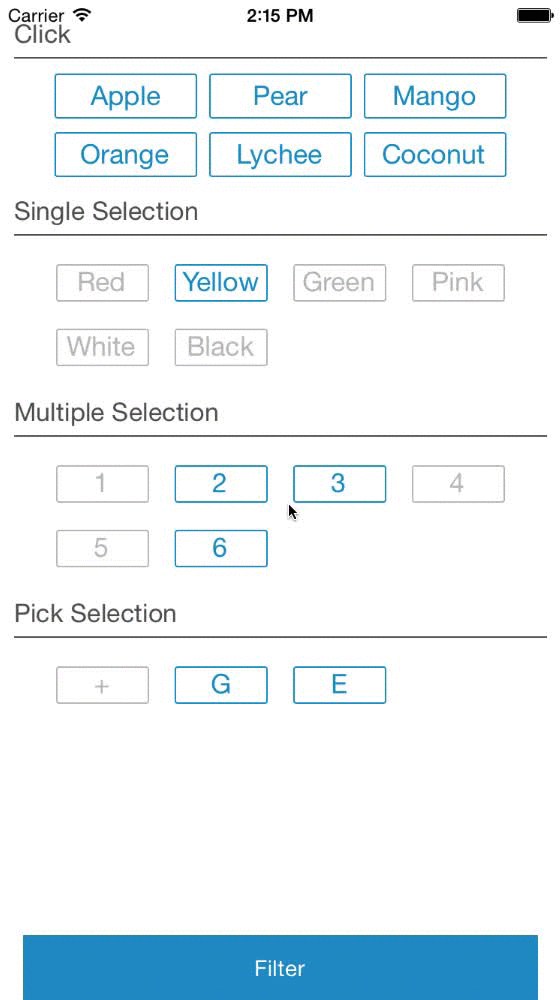 Carrier 2:15 PM
Click
Apple Pear Mango
Orange Lychee Coconut
Single Selection
Red Yellow Green Pink
White Black
Multiple Selection
1 2 3 4
5 6
Pick Selection
+ G E
Filter